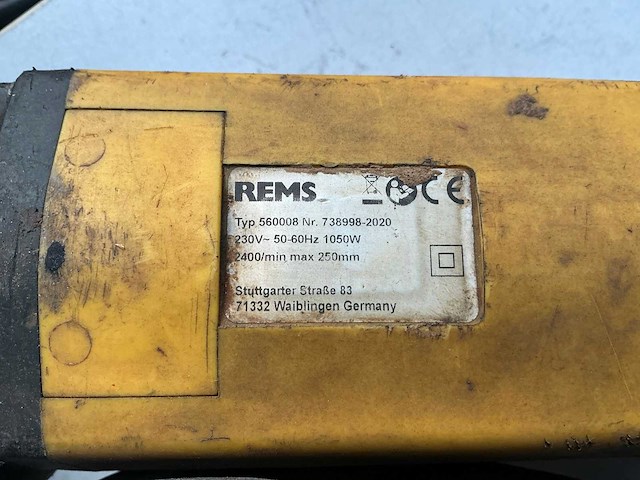 REMS
CE
Typ 560008 Nr. 738998-2020
230V~ 50-60Hz 1050W
2400/min max 250mm
Stuttgarter Straße 83
71332 Waiblingen Germany